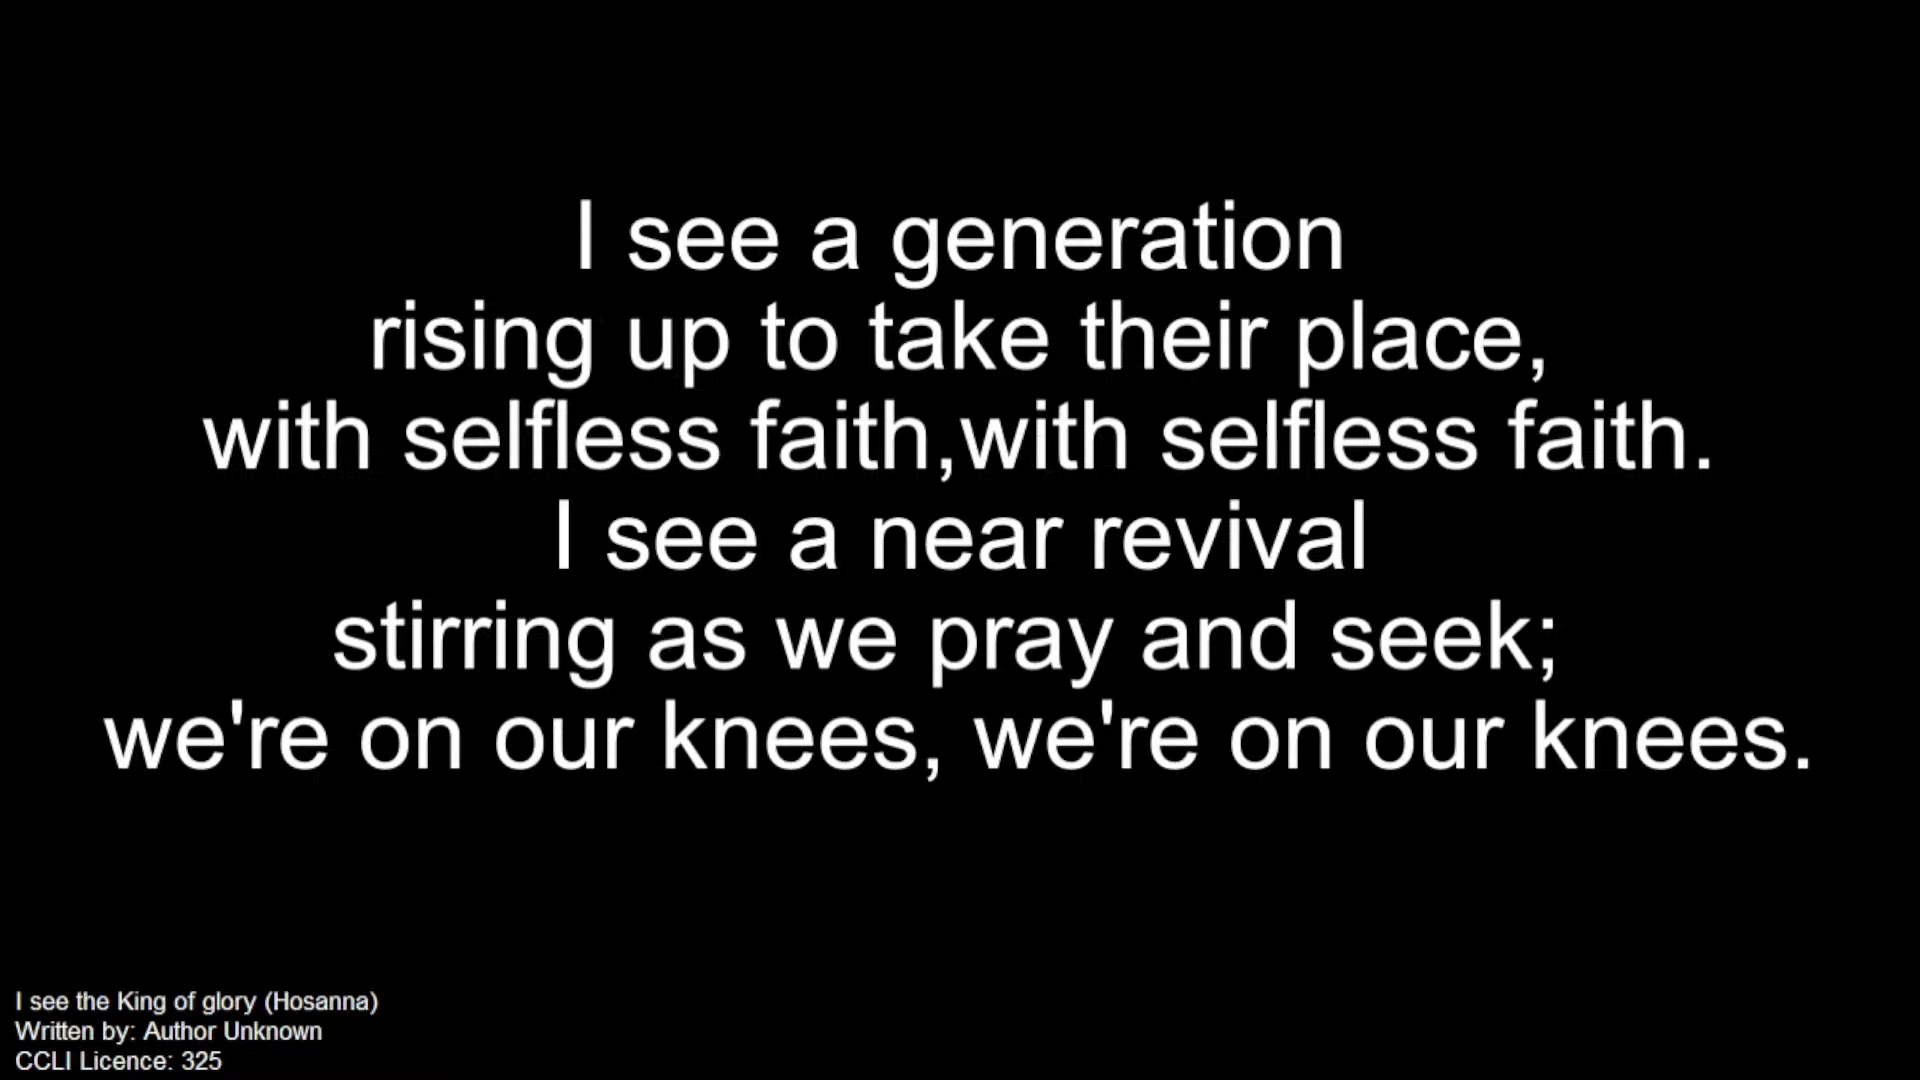 I see a generation
rising up to take their place,
with selfless faith,with selfless faith.
I see a near revival
stirring as we pray and seek;
we're on our knees, we're on our knees.
I see the King of glory (Hosanna)
Written by: Author Unknown
CCLI Licence: 325